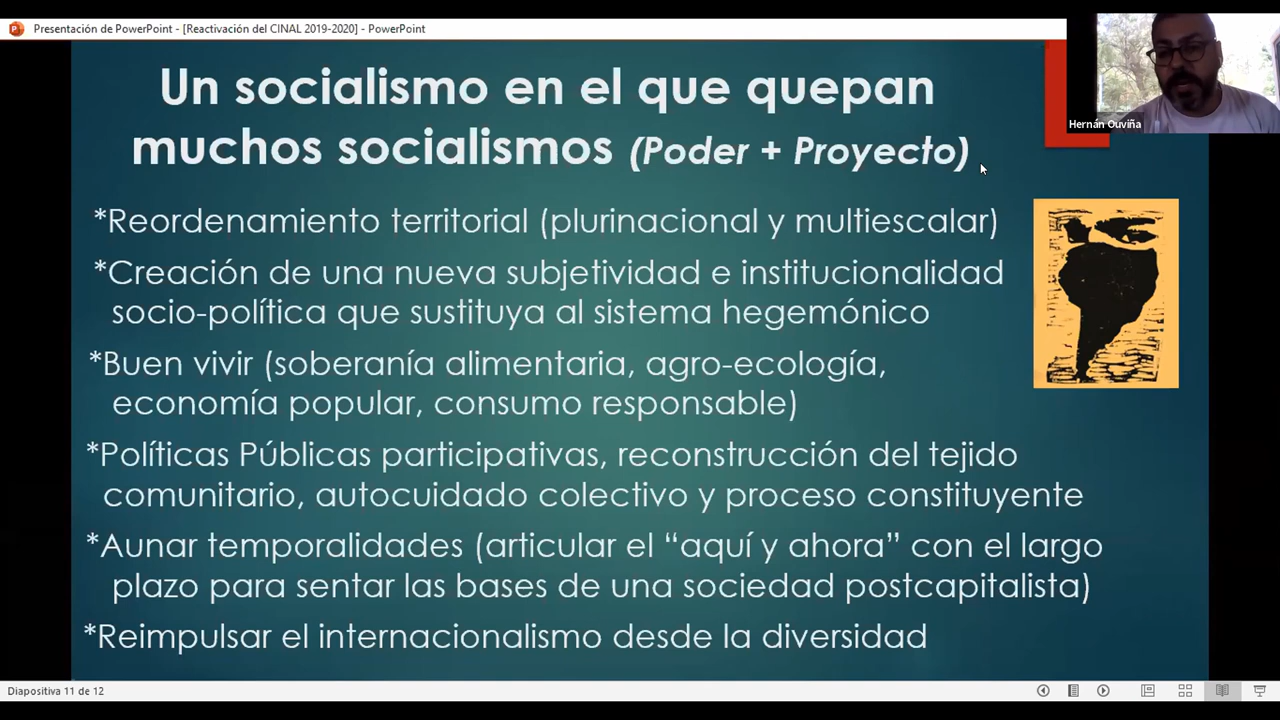 Presentación de PowerPoint - [Reactivación del CINAL 2019-2020] - PowerPoint
Hernán Ouviña
Un socialismo en el que quepan
muchos socialismos (Poder + Proyecto)
*Reordenamiento territorial (plurinacional y multiescalar)
*Creación de una nueva subjetividad e institucionalidad
socio-política que sustituya al sistema hegemónico
*Buen vivir (soberanía alimentaria, agro-ecología,
economía popular, consumo responsable)
*Políticas Públicas participativas, reconstrucción del tejido
comunitario, autocuidado colectivo y proceso constituyente
*Aunar temporalidades (articular el “aquí y ahora” con el largo
plazo para sentar las bases de una sociedad postcapitalista)
*Reimpulsar el internacionalismo desde la diversidad
Diapositiva 11 de 12